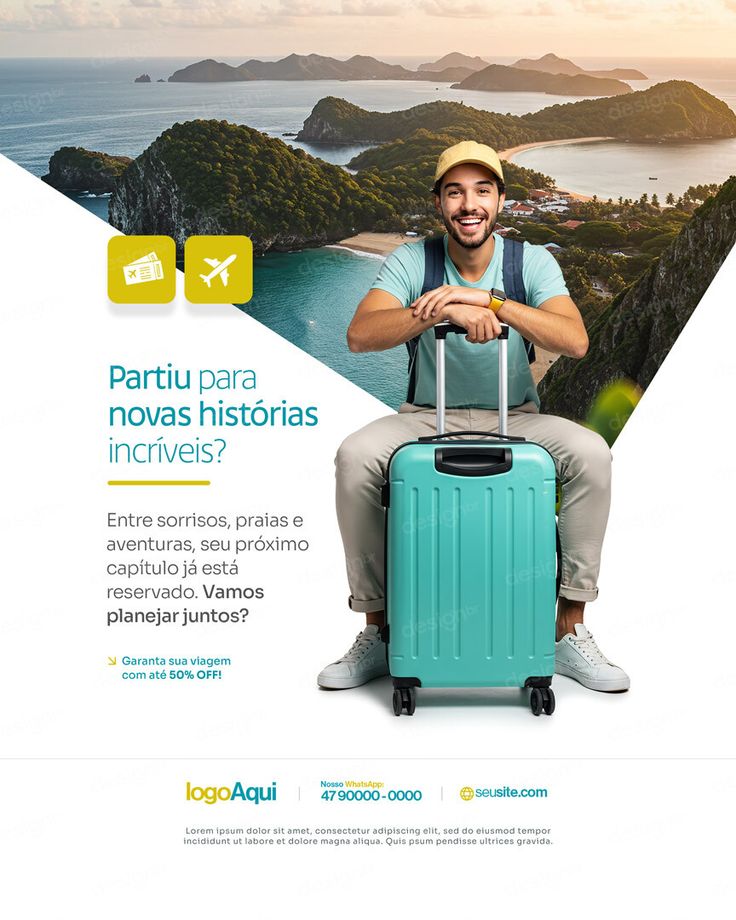 Partiu para
novas histórias
incríveis?
Entre sorrisos, praias e
aventuras, seu próximo
capítulo já está
reservado. Vamos
planejar juntos?
Garanta sua viagem
com até 50% OFF!
logoAqui
Nosso WhatsApp:
47 90000-0000
seusite.com
Lorem ipsum dolor sit amet, consectetur adipiscing elit, sed do eiusmod tempor
incididunt ut labore et dolore magna aliqua. Quis ipsum pendisse ultrices gravida.